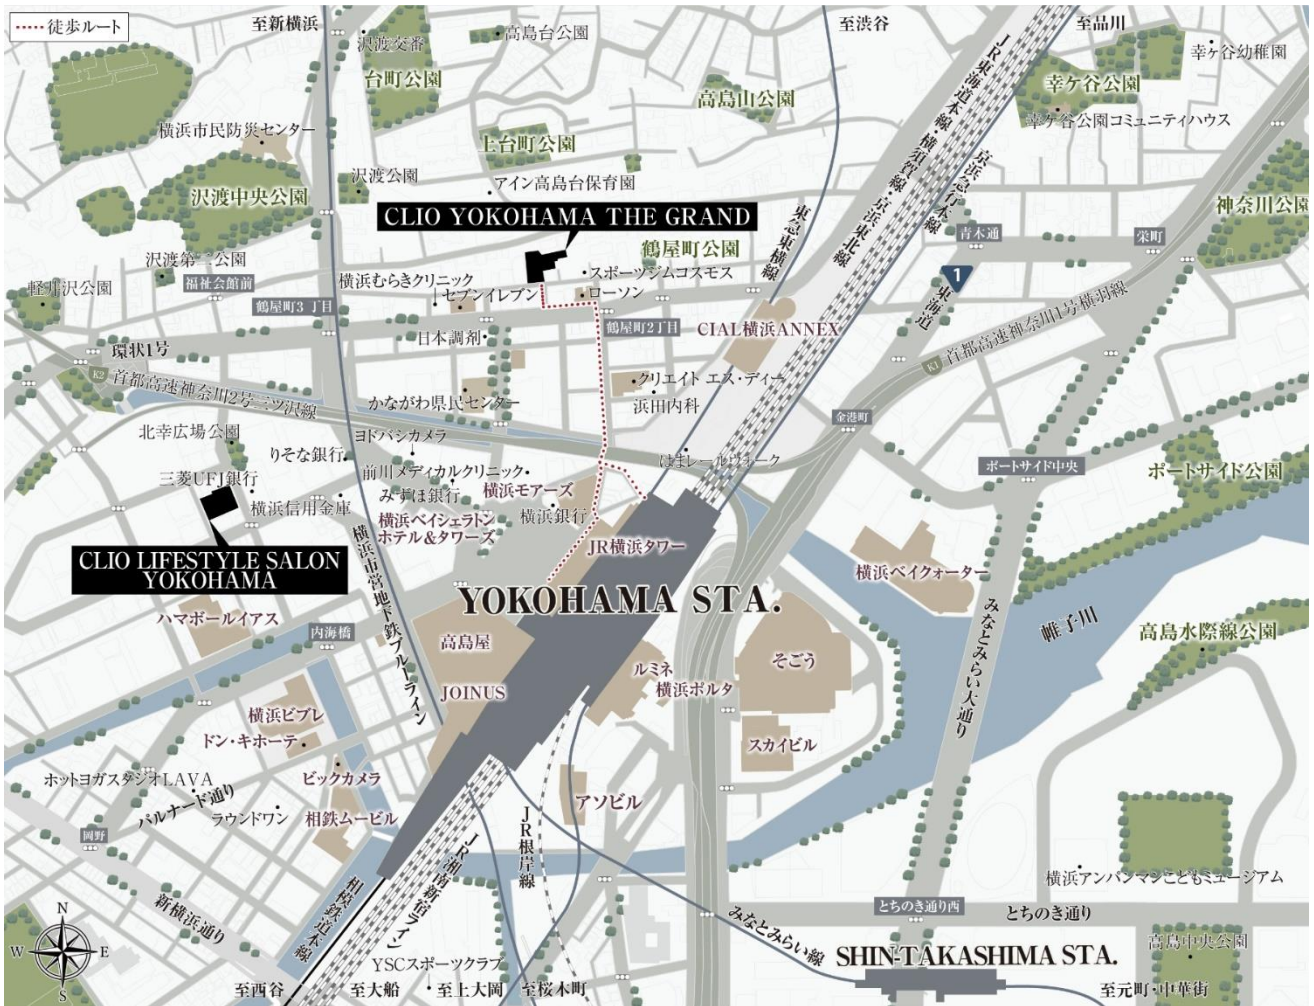 徒歩ルート
至新横浜
沢渡交番
高島台公園
至渋谷
至品川
幸ヶ谷幼稚園
台町公園
高島山公園
幸ケ谷公園
幸ヶ谷公園コミュニティハウス
JR東海道本線・横須賀線・京浜東北線
京浜急行本線
横浜市民防災センター
上台町公園
沢渡中央公園
沢渡公園
アイン高島台保育園
神奈川公園
CLIO YOKOHAMA THE GRAND
東急東横線
青木通
栄町
鶴屋町公園
沢渡第二公園
福祉会館前
横浜むらきクリニック
スポーツジムコスモス
軽井沢公園
セブンイレブン
ローソン
1
東海道
鶴屋町3丁目
鶴屋町2丁目
CIAL横浜ANNEX
日本調剤
環状1号
K2
首都高速神奈川2号三ツ沢線
K1
首都高速神奈川1号横羽線
クリエイト エス・ディー
浜田内科
かながわ県民センター
金港町
北幸広場公園
ヨドバシカメラ
りそな銀行
はまレールウォーク
ポートサイド中央
ポートサイド公園
三菱UFJ銀行
前川メディカルクリニック
みずほ銀行
横浜モアーズ
横浜信用金庫
横浜銀行
横浜ベイシェラトン
ホテル&タワーズ
JR横浜タワー
CLIO LIFESTYLE SALON
YOKOHAMA
横浜ベイクォーター
YOKOHAMA STA.
横浜市営地下鉄ブルーライン
ハマボールイアス
内海橋
みなとみらい大通り
帷子川
高島水際線公園
高島屋
ルミネ
そごう
JOINUS
横浜ポルタ
横浜ビブレ
ドン・キホーテ
スカイビル
ホットヨガスタジオLAVA
ビックカメラ
パルナード通り
ラウンドワン
相鉄ムービル
アソビル
岡野
JR根岸線
JR湘南新宿ライン
相模鉄道本線
新横浜通り
横浜アンパンマンこどもミュージアム
とちのき通り西
とちのき通り
みなとみらい線
SHIN-TAKASHIMA STA.
高島中央公園
N
W
E
S
YSCスポーツクラブ
至西谷
至大船
至上大岡
至桜木町
至元町・中華街